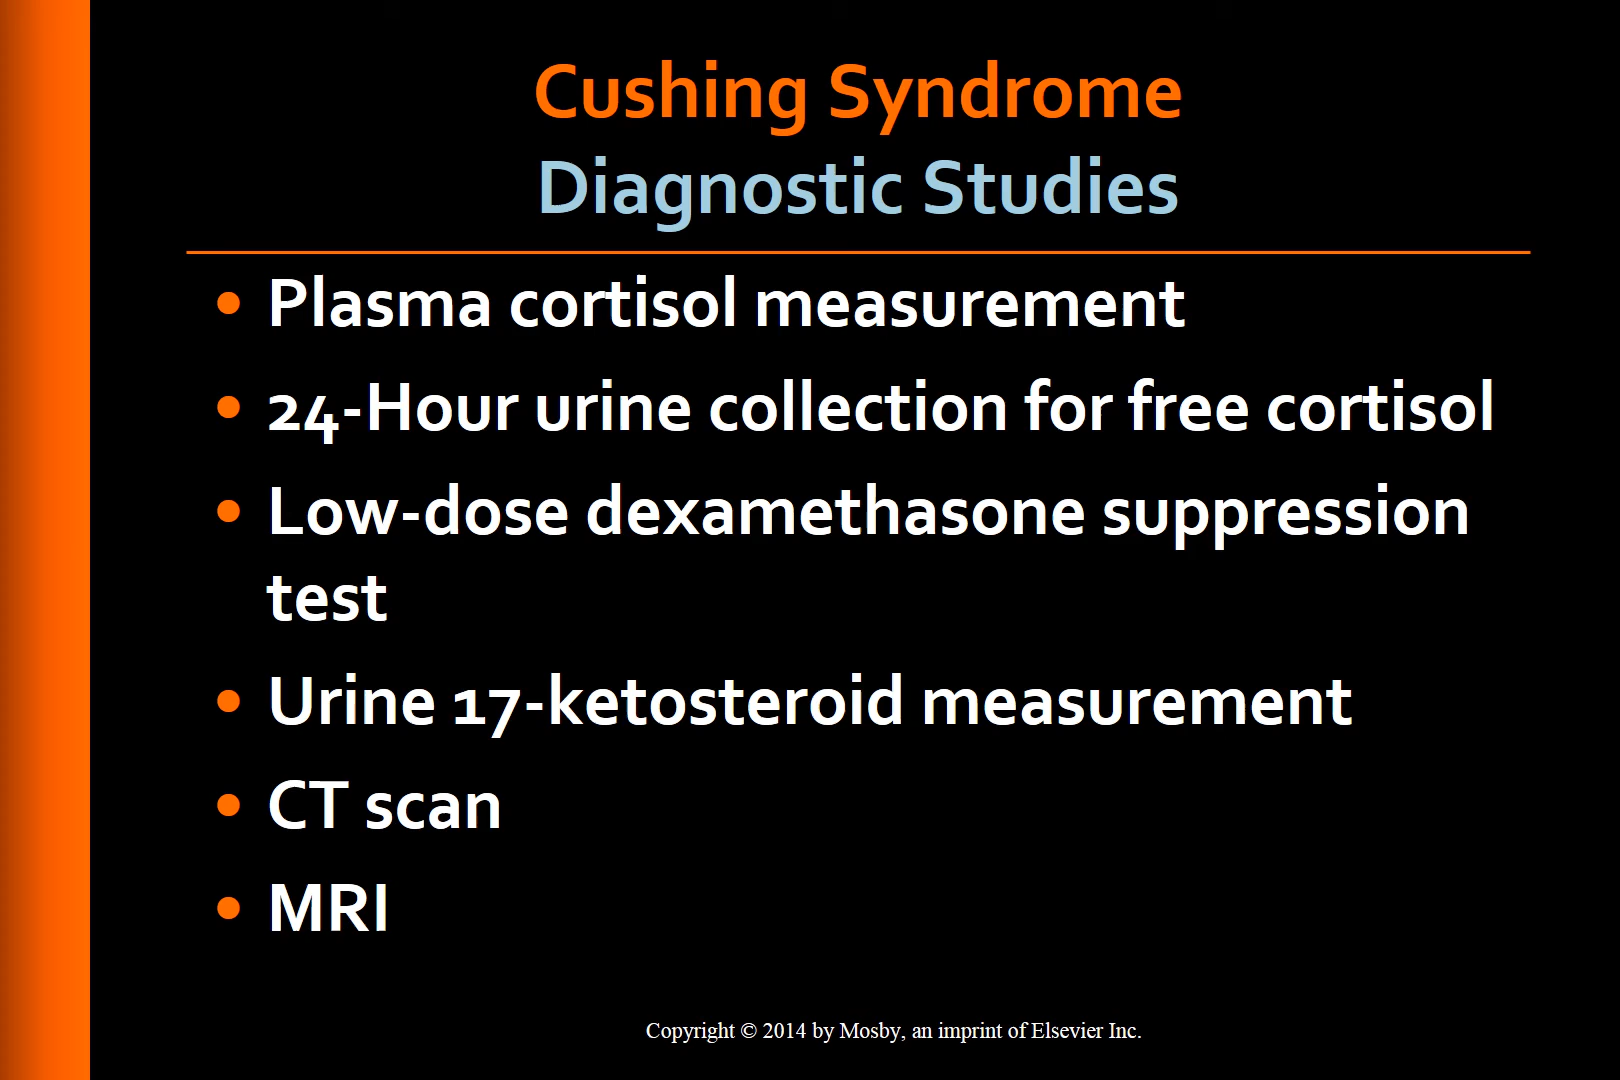 Cushing Syndrome
Diagnostic Studies
• Plasma cortisol measurement
• 24-Hour urine collection for free cortisol
• Low-dose dexamethasone suppression
test
• Urine 17-ketosteroid measurement
• CT scan
• MRI
Copyright © 2014 by Mosby, an imprint of Elsevier Inc.